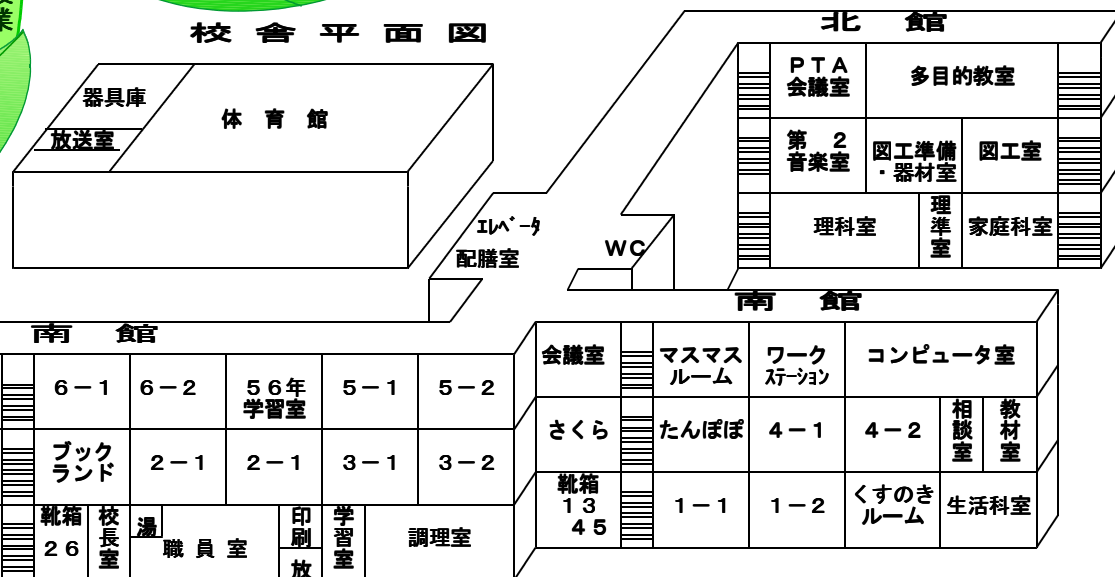 業
校舎平面図
北館
器具庫
放送室
体育館
PTA
会議室
多目的教室
第2
音楽室
図工準備
・器材室
図工室
理科室
理
準
室
家庭科室
ｴﾚﾍﾞｰﾀ
配膳室
WC
南館
会議室
マスマス
ルーム
ワーク
ｽﾃｰｼｮﾝ
コンピュータ室
さくら
たんぽぽ
4－1
4－2
相
談
室
教
材
室
靴箱
13
45
1－1
1－2
くすのき
ルーム
生活科室
南館
6－1
6－2
56年
学習室
5－1
5－2
ブック
ランド
2－1
2－1
3－1
3－2
靴箱
26
校
長
室
湯
職員室
印
刷
放
学
習
室
調理室